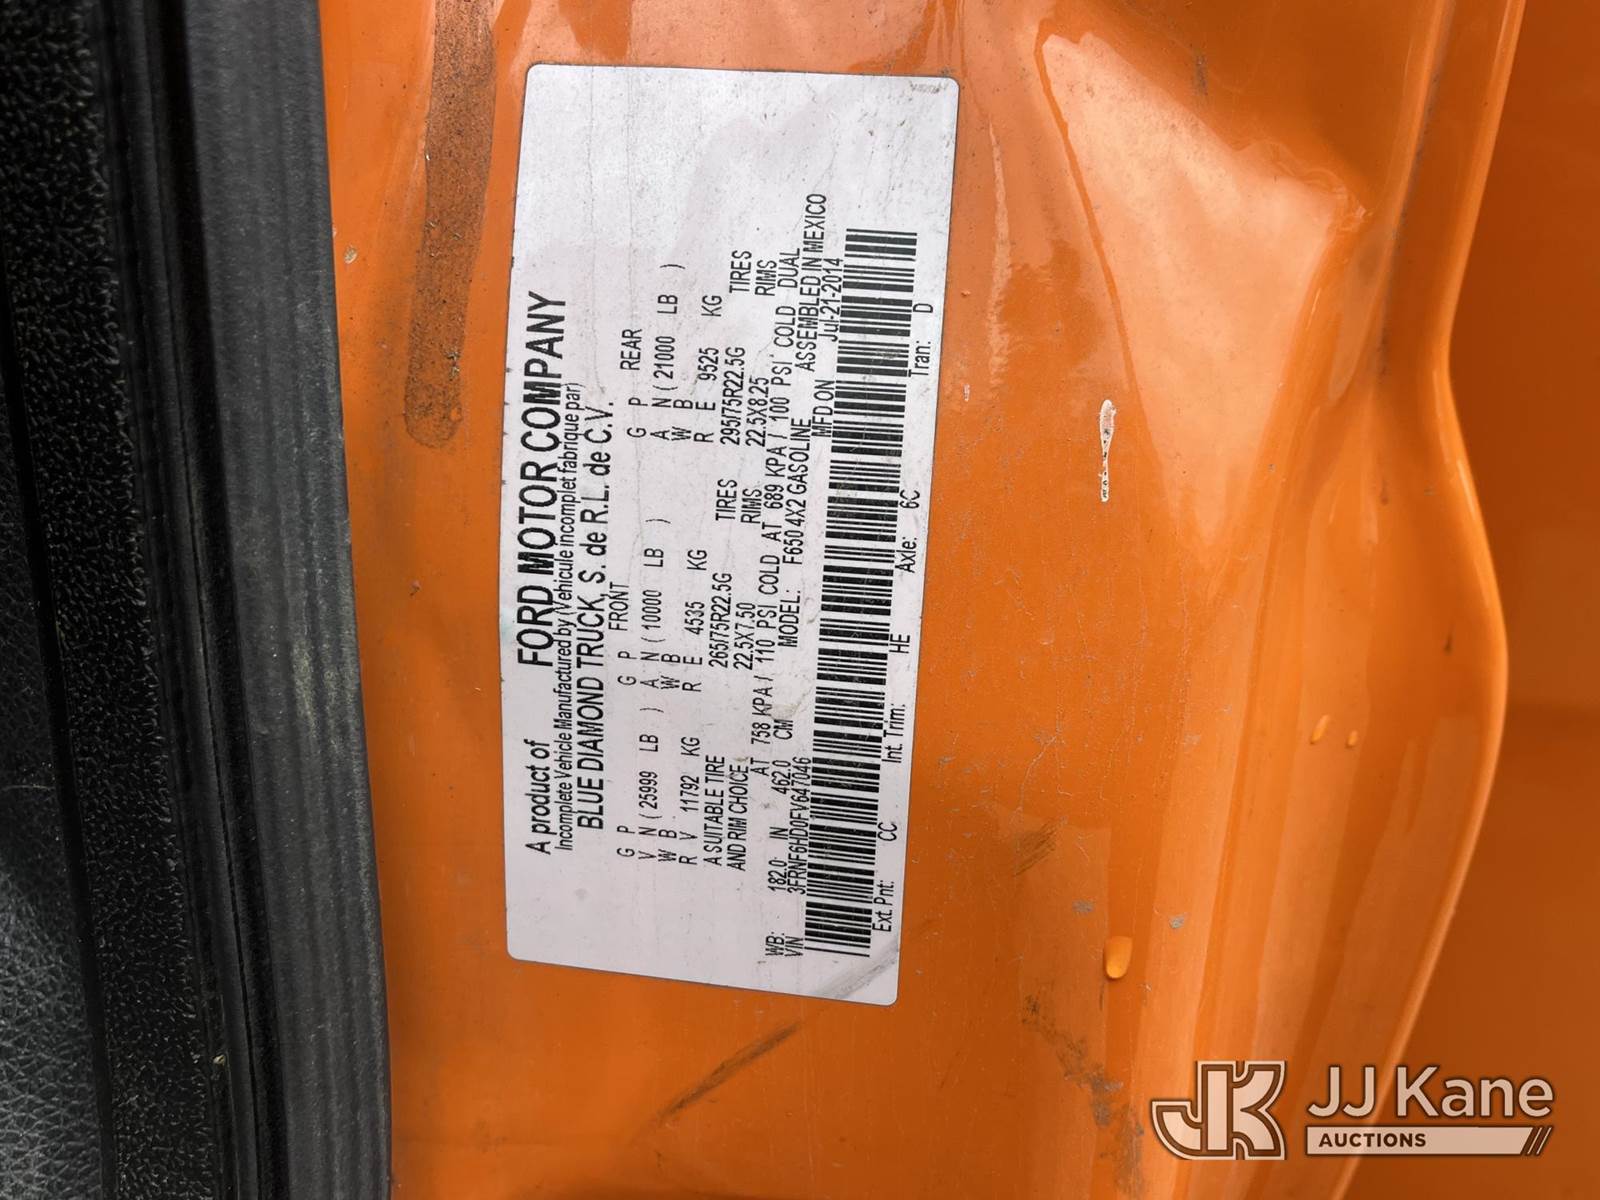 A product of FORD MOTOR COMPANY
Incomplete Vehicle Manufactured by (Vehicule incomplet fabrique par)
BLUE DIAMOND TRUCK, S. de R.L. de C.V.
G P FRONT G P REAR
V N ( 25999 LB ) A N ( 10000 LB ) A N ( 21000 LB )
W B W B W B
R V 11792 KG R E 4535 KG R E 9525 KG
A SUITABLE TIRE 265/75R22.5G TIRES 295/75R22.5G TIRES
AND RIM CHOICE 22.5X7.50 RIMS 22.5X8.25 RIMS
AT 758 KPA / 110 PSI COLD AT 689 KPA / 100 PSI COLD DUAL
WB: 182.0 IN 462.0 CM MODEL: F650 4X2 GASOLINE ASSEMBLED IN MEXICO
VIN 3FRNF6HD0FV647046 MFD ON Jul-21-2014
Ext. Pnt: CC Int. Trim: HE Axle: 6C Tran: D
JK JJ Kane
AUCTIONS